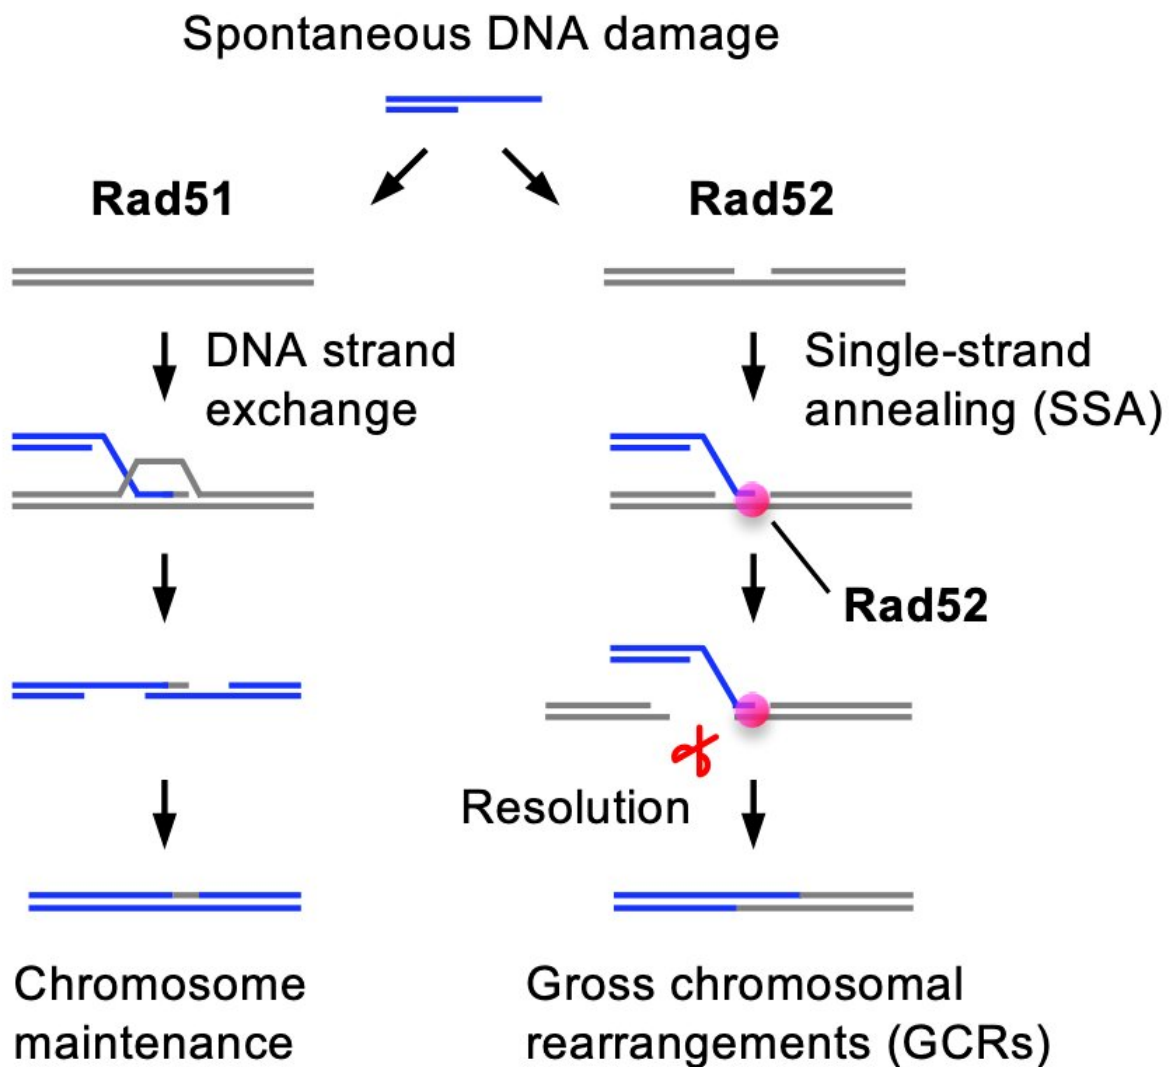 Spontaneous DNA damage
Rad51
Rad52
DNA strand
exchange
Single-strand
annealing (SSA)
Rad52
Resolution
Chromosome
maintenance
Gross chromosomal
rearrangements (GCRs)